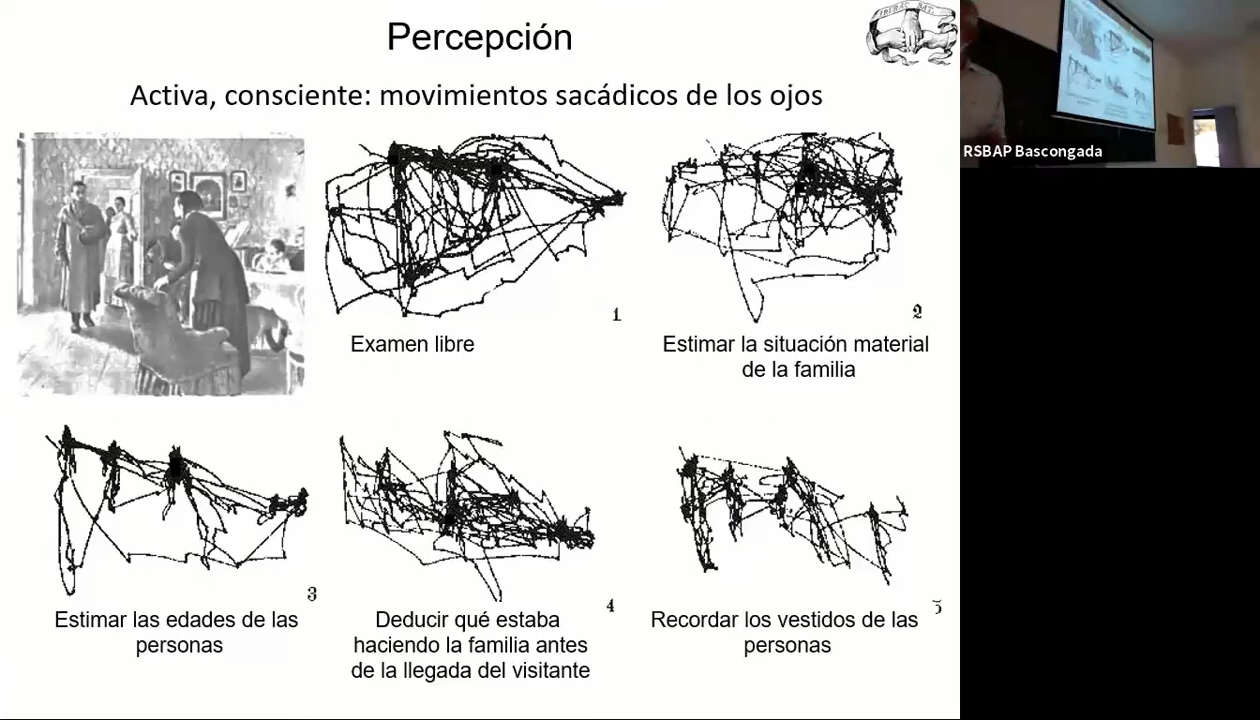 Percepción
IRURAC BAT.
Activa, consciente: movimientos sacádicos de los ojos
RSBAP Bascongada
1
Examen libre
2
Estimar la situación material
de la familia
3
Estimar las edades de las
personas
4
Deducir qué estaba
haciendo la familia antes
de la llegada del visitante
5
Recordar los vestidos de las
personas